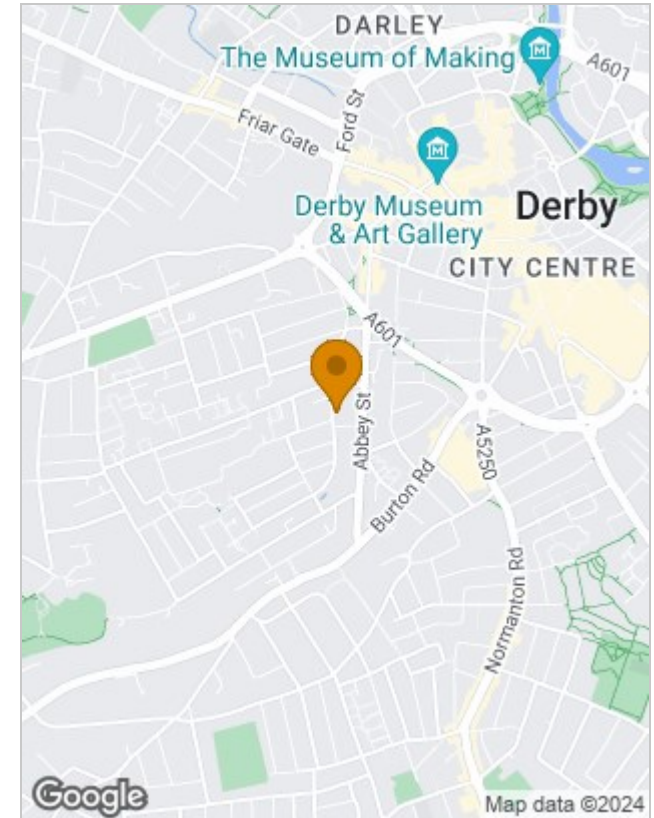 DARLEY
The Museum of Making
A601
Ford St
Friar Gate
Derby Museum
& Art Gallery
Derby
CITY CENTRE
A601
Abbey St
Burton Rd
A5250
Normanton Rd
Google
Map data ©2024